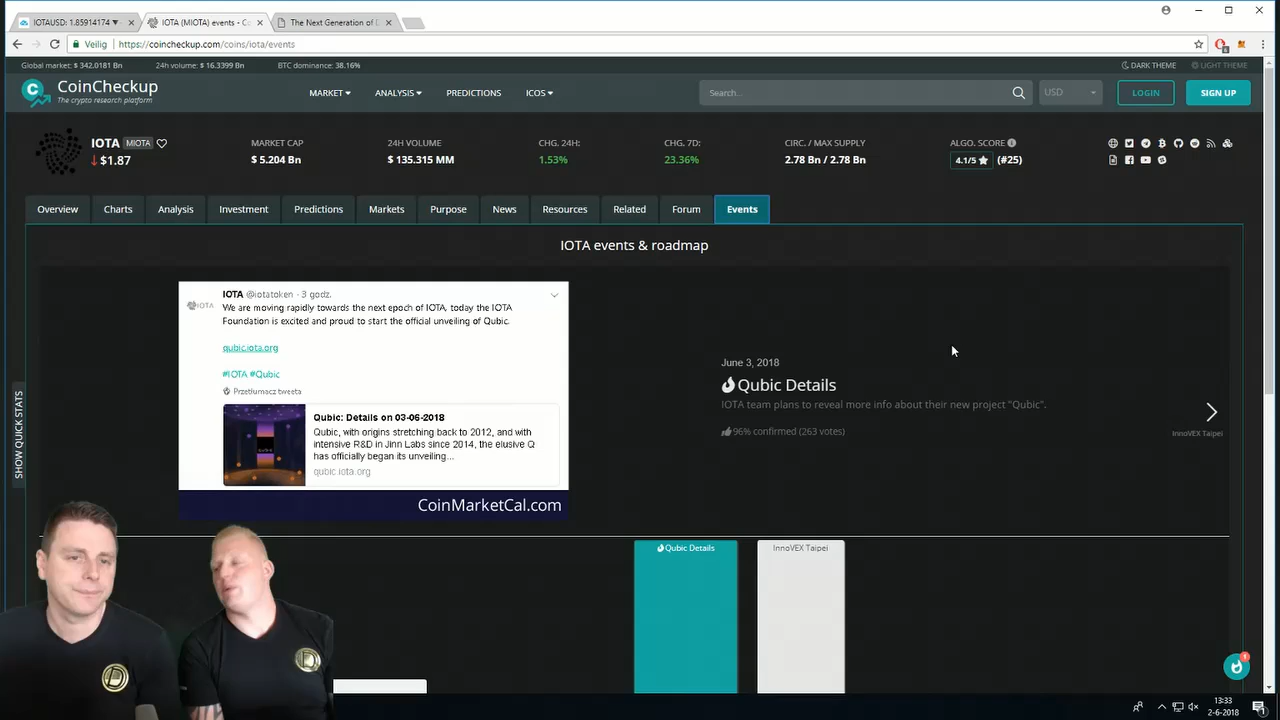 IOTAUSD: 1.85914174 ▼
IOTA (MIOTA) events - Co
The Next Generation of D
Veilig
https://coincheckup.com/coins/iota/events
Global market: $ 342.0181 Bn
24h volume: $ 16.3399 Bn
BTC dominance: 38.16%
DARK THEME
LIGHT THEME
CoinCheckup
The crypto research platform
MARKET
ANALYSIS
PREDICTIONS
ICOS
Search...
USD
LOGIN
SIGN UP
IOTA MIOTA
$1.87
MARKET CAP
$ 5.204 Bn
24H VOLUME
$ 135.315 MM
CHG. 24H:
1.53%
CHG. 7D:
23.36%
CIRC. / MAX SUPPLY
2.78 Bn / 2.78 Bn
ALGO. SCORE
4.1/5 (#25)
Overview
Charts
Analysis
Investment
Predictions
Markets
Purpose
News
Resources
Related
Forum
Events
IOTA events & roadmap
IOTA @iotatoken · 3 godz.
We are moving rapidly towards the next epoch of IOTA, today the IOTA
Foundation is excited and proud to start the official unveiling of Qubic.
qubic.iota.org
#IOTA #Qubic
Przetłumacz tweeta
Qubic: Details on 03-06-2018
Qubic, with origins stretching back to 2012, and with
intensive R&D in Jinn Labs since 2014, the elusive Q
has officially began its unveiling...
qubic.iota.org
CoinMarketCal.com
June 3, 2018
Qubic Details
IOTA team plans to reveal more info about their new project "Qubic".
96% confirmed (263 votes)
InnoVEX Taipei
SHOW QUICK STATS
Qubic Details
InnoVEX Taipei
13:33
2-6-2018